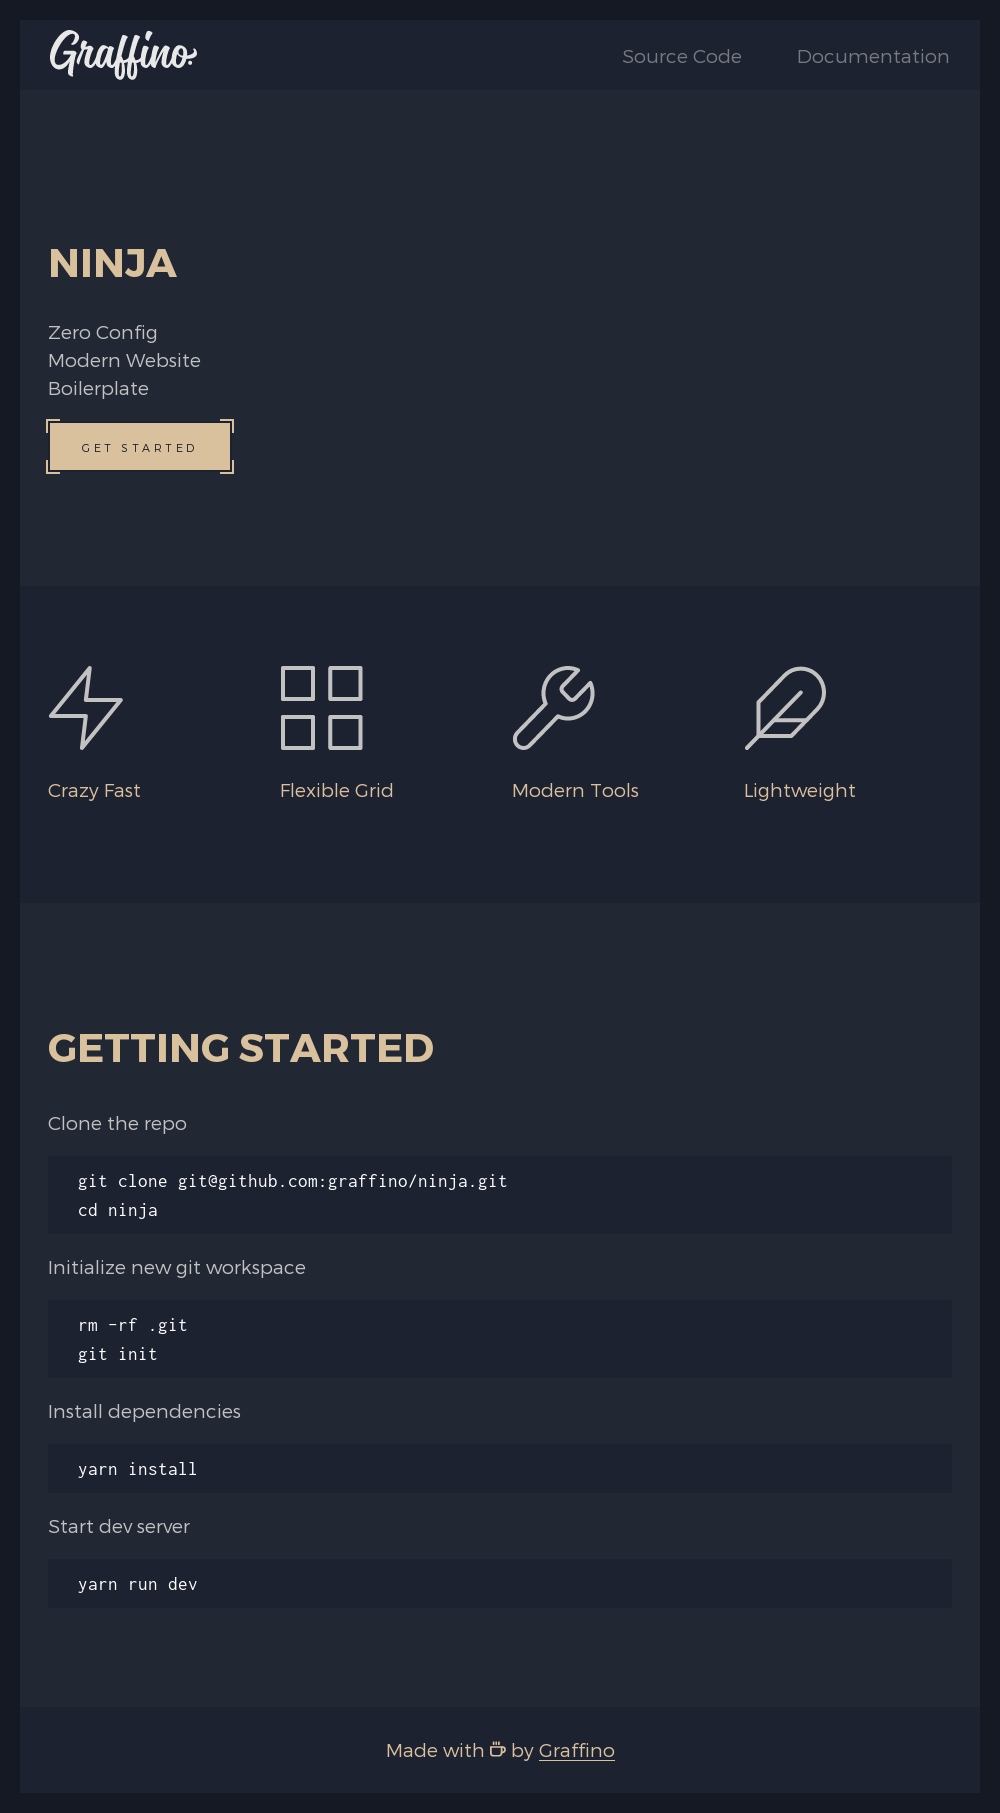 Graffino.
Source Code
Documentation
NINJA
Zero Config
Modern Website
Boilerplate
GET STARTED
Crazy Fast
Flexible Grid
Modern Tools
Lightweight
GETTING STARTED
Clone the repo
git clone git@github.com:graffino/ninja.git
cd ninja
Initialize new git workspace
rm -rf .git
git init
Install dependencies
yarn install
Start dev server
yarn run dev
Made with by Graffino